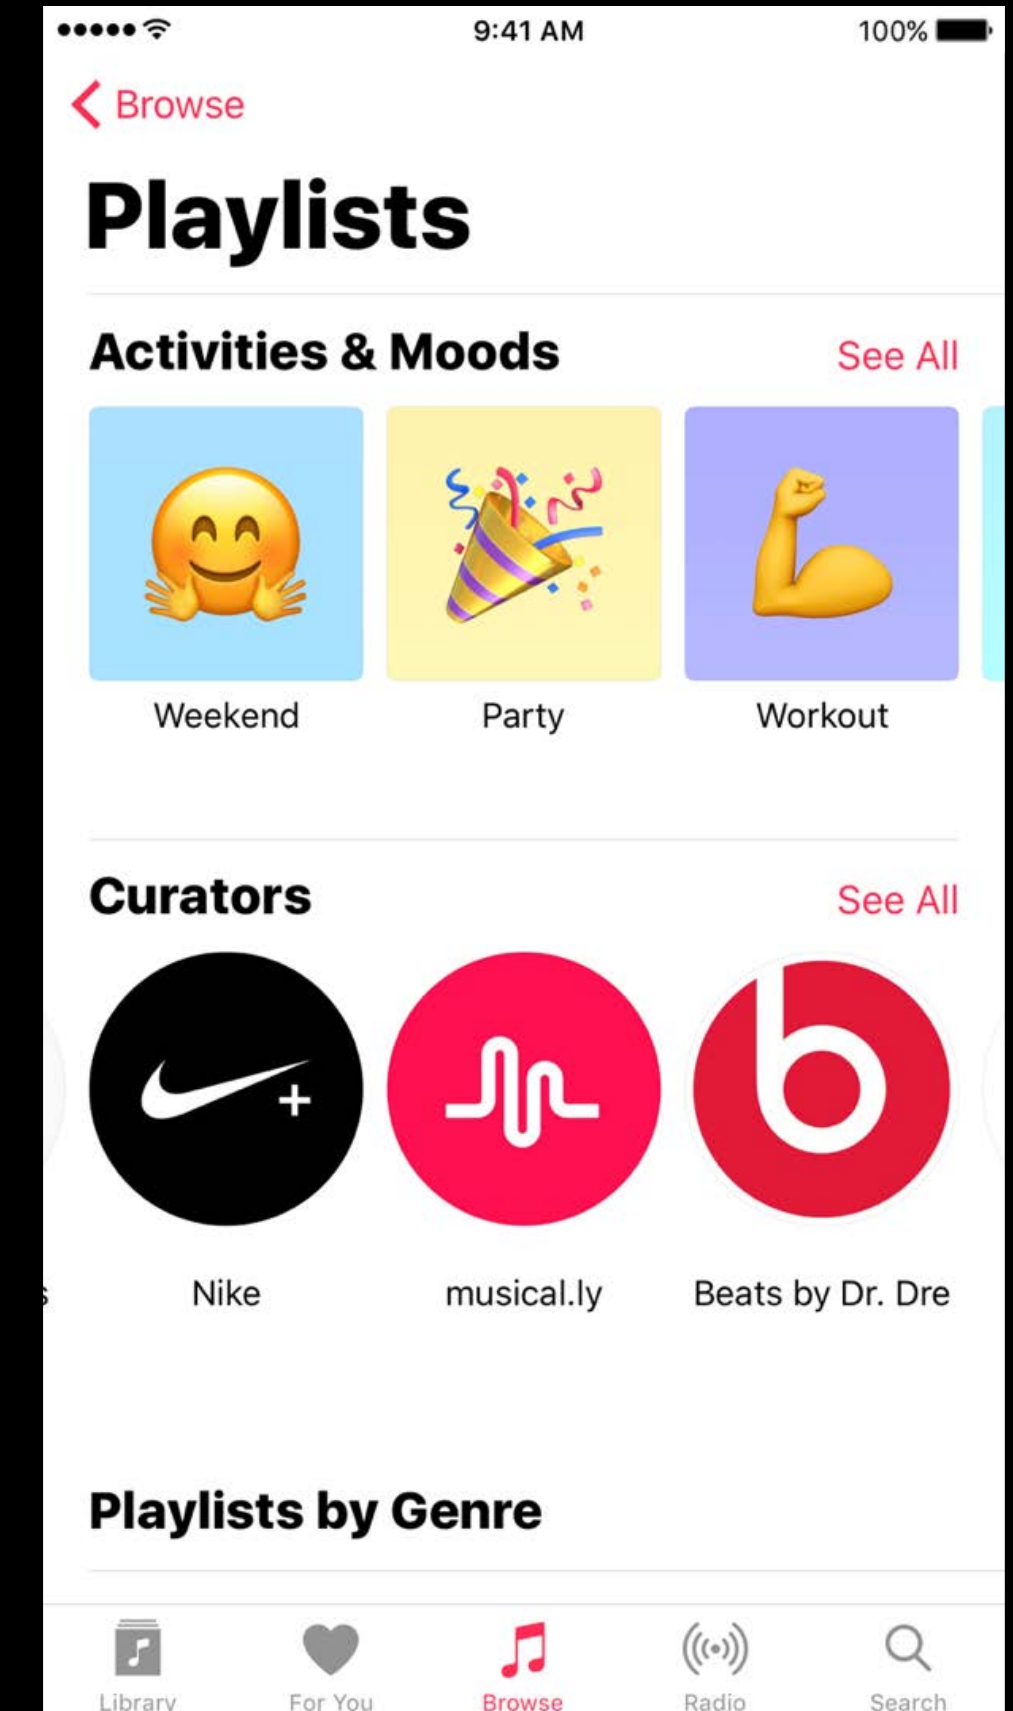 9:41 AM 100%
Browse
Playlists
Activities & Moods See All
Weekend Party Workout
Curators See All
Nike musical.ly Beats by Dr. Dre
Playlists by Genre
Library For You Browse Radio Search